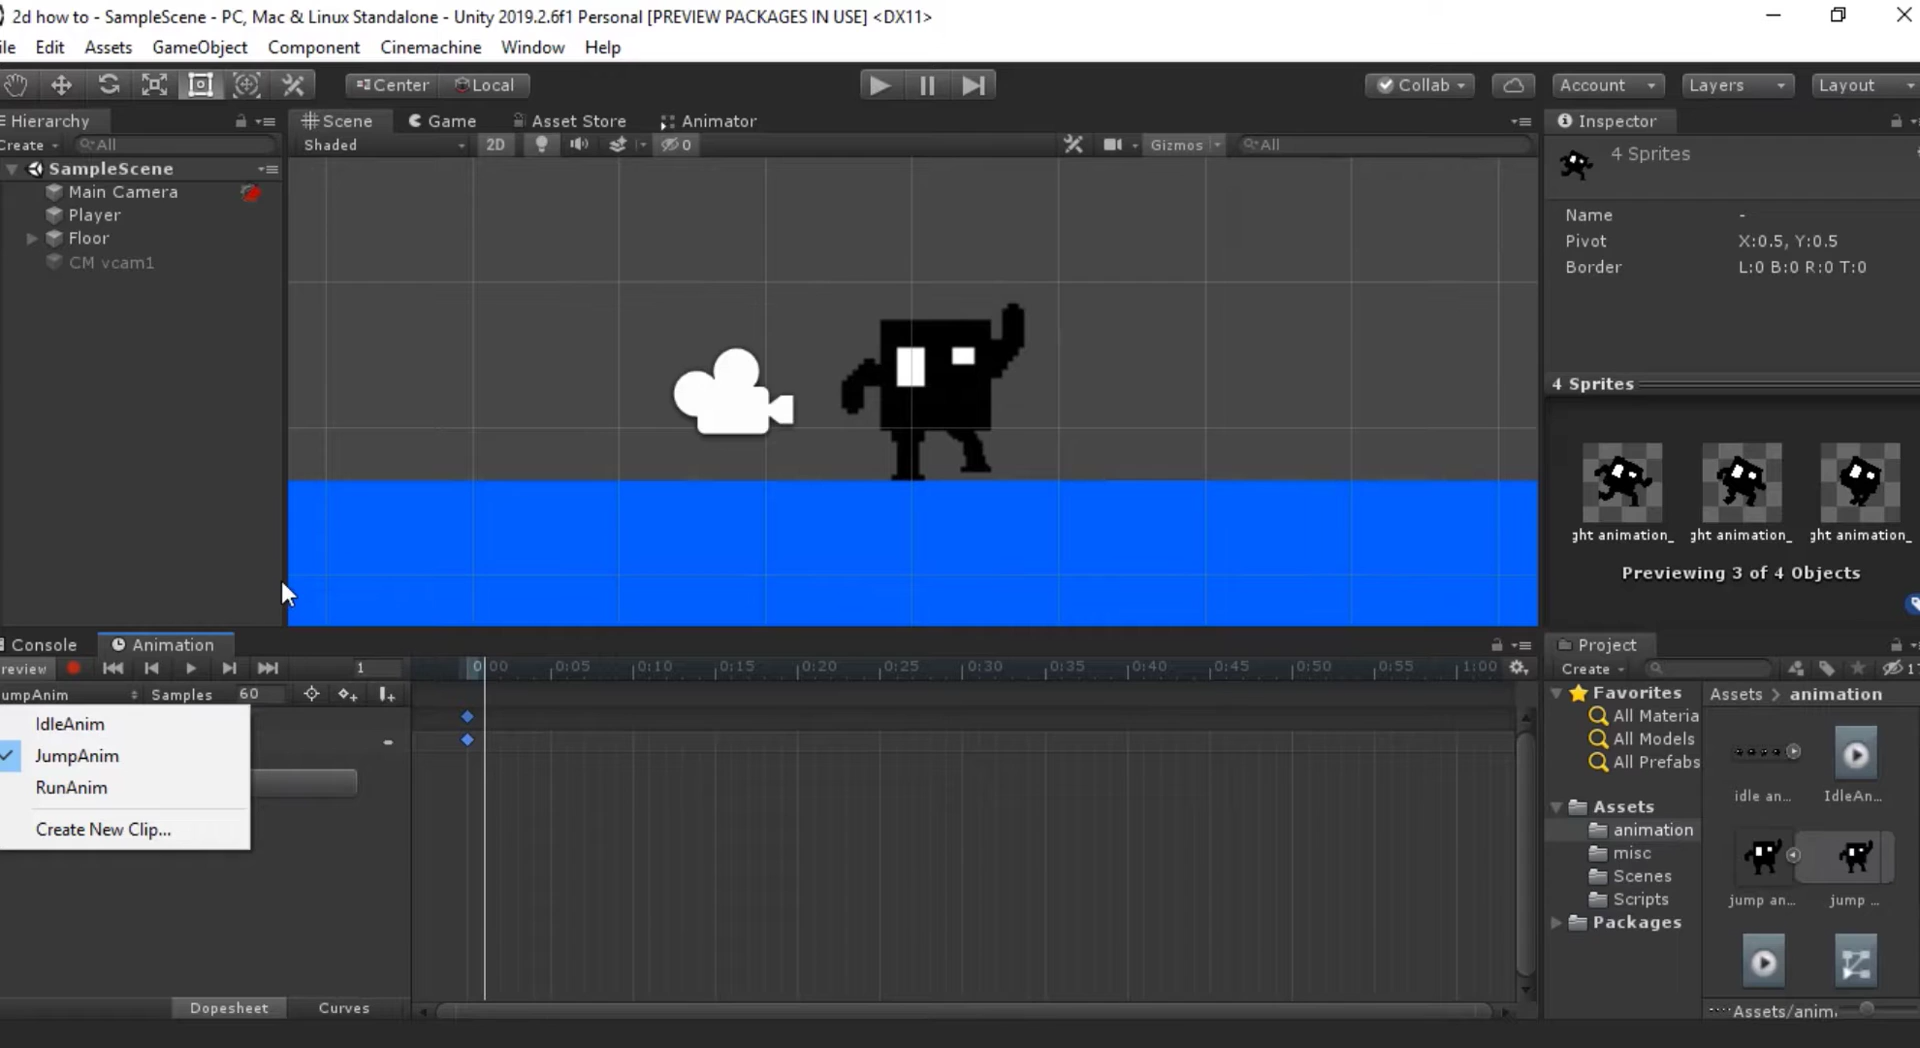 2d how to - SampleScene - PC, Mac & Linux Standalone - Unity 2019.2.6f1 Personal [PREVIEW PACKAGES IN USE] <DX11>
ile Edit Assets GameObject Component Cinemachine Window Help
Center Local Collab Account Layers Layout
Hierarchy Scene Game Asset Store Animator Inspector
Create All Shaded 2D 0 Gizmos All
4 Sprites
SampleScene
Main Camera
Player
Floor
CM vcam1
Name -
Pivot X:0.5, Y:0.5
Border L:0 B:0 R:0 T:0
4 Sprites
ght animation_ ght animation_ ght animation_
Previewing 3 of 4 Objects
Console Animation
review 1 0:00 0:05 0:10 0:15 0:20 0:25 0:30 0:35 0:40 0:45 0:50 0:55 1:00
umpAnim Samples 60
IdleAnim
JumpAnim
RunAnim
Create New Clip...
Dopesheet Curves
Project
Create
Favorites
All Materia
All Models
All Prefabs
Assets
animation
misc
Scenes
Scripts
Packages
Assets > animation
idle an... IdleAn...
jump an... jump ...
Assets/anim.